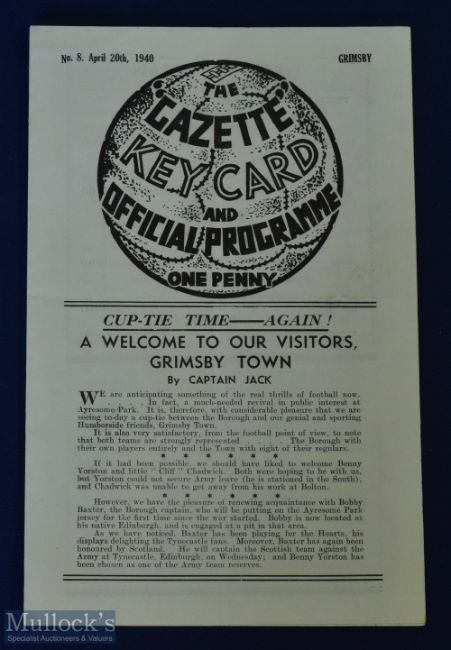 No. 8. April 20th, 1940 GRIMSBY
THE
GAZETTE
KEY CARD
AND
OFFICIAL PROGRAMME
ONE PENNY
CUP-TIE TIME——AGAIN!
A WELCOME TO OUR VISITORS,
GRIMSBY TOWN
By CAPTAIN JACK
WE are anticipating something of the real thrills of football now.
. . . . In fact, a much-needed revival in public interest at
Ayresome Park. It is, therefore, with considerable pleasure that we are
seeing to-day a cup-tie between the Borough and our genial and sporting
Humberside friends, Grimsby Town.
It is also very satisfactory, from the football point of view, to note
that both teams are strongly represented . . . . . The Borough with
their own players entirely and the Town with eight of their regulars.
* * * * * * *
If it had been possible, we should have liked to welcome Benny
Yorston and little "Cliff" Chadwick. Both were hoping to be with us,
but Yorston could not secure Army leave (he is stationed in the South),
and Chadwick was unable to get away from his work at Bolton.
* * * * * * *
However, we have the pleasure of renewing acquaintance with Bobby
Baxter, the Borough captain, who will be putting on the Ayresome Park
jersey for the first time since the war started. Bobby is now located at
his native Edinburgh, and is engaged at a pit in that area.
As we have noticed, Baxter has been playing for the Hearts, his
displays delighting the Tynecastle fans. Moreover, Baxter has again been
honoured by Scotland. He will captain the Scottish team against the
Army at Tynecastle, Edinburgh, on Wednesday; and Benny Yorston has
been chosen as one of the Army team reserves.
Mullock's
Specialist Auctioneers & Valuers